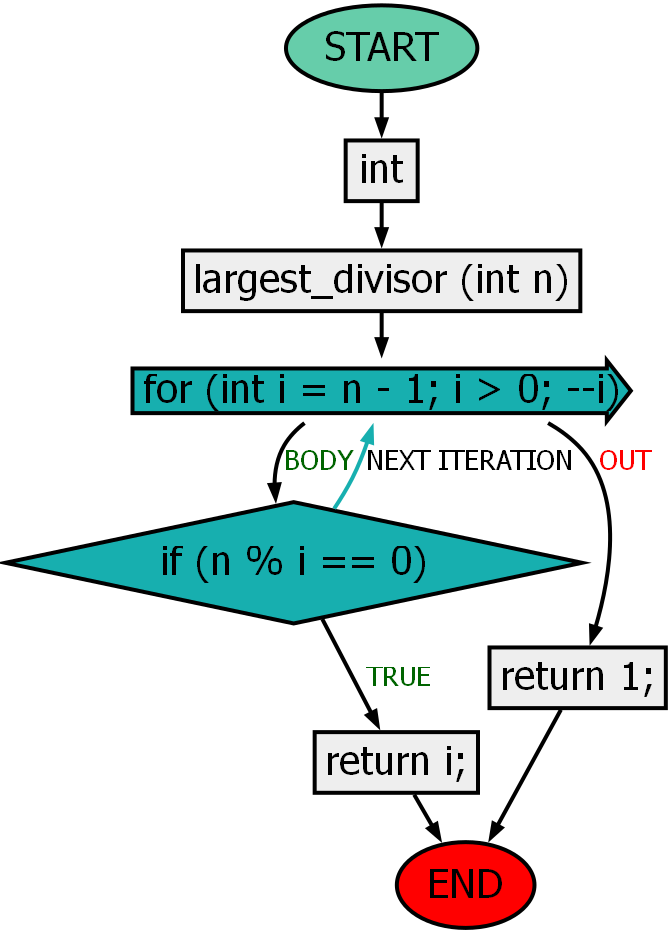 START
int
largest_divisor (int n)
for (int i = n - 1; i > 0; --i)
BODY
NEXT ITERATION
OUT
if (n % i == 0)
TRUE
return 1;
return i;
END